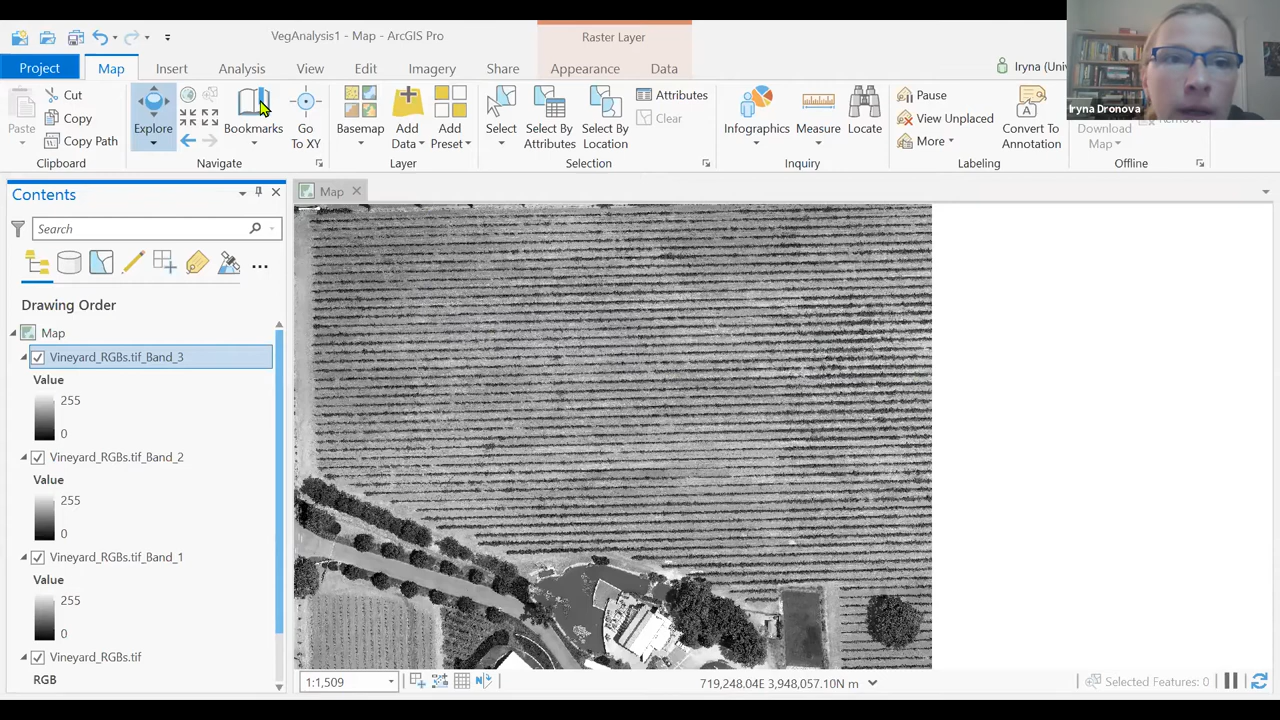 VegAnalysis1 - Map - ArcGIS Pro
Raster Layer
Project
Map
Insert
Analysis
View
Edit
Imagery
Share
Appearance
Data
Iryna (Univ
Iryna Dronova
Paste
Cut
Copy
Copy Path
Clipboard
Explore
Bookmarks
Go
To XY
Navigate
Basemap
Add
Data
Add
Preset
Layer
Select By
Attributes
Select By
Location
Attributes
Clear
Selection
Infographics
Measure
Locate
Inquiry
Pause
View Unplaced
More
Convert To
Annotation
Labeling
Download
Map
Offline
Contents
Search
Drawing Order
Map
Vineyard_RGBs.tif_Band_3
Value
255
0
Vineyard_RGBs.tif_Band_2
Value
255
0
Vineyard_RGBs.tif_Band_1
Value
255
0
Vineyard_RGBs.tif
RGB
Map
1:1,509
719,248.04E 3,948,057.10N m
Selected Features: 0